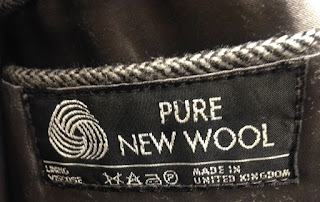 PURE
NEW WOOL
LINING
VISCOSE
MADE IN
UNITED KINGDOM